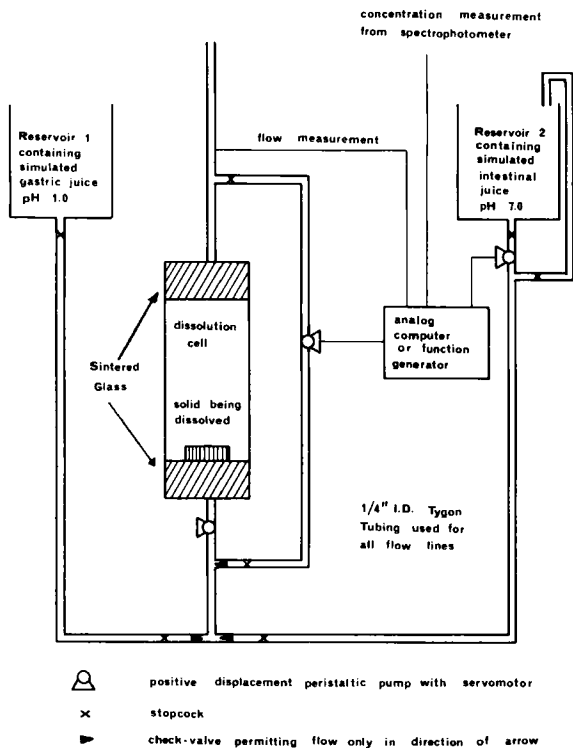 concentration measurement
from spectrophotometer
Reservoir 1
containing
simulated
gastric juice
pH 1.0
flow measurement
Reservoir 2
containing
simulated
intestinal
juice
pH 7.0
dissolution
cell
analog
computer
or function
generator
Sintered
Glass
solid being
dissolved
1/4" I.D. Tygon
Tubing used for
all flow lines
positive displacement peristaltic pump with servomotor
stopcock
check-valve permitting flow only in direction of arrow